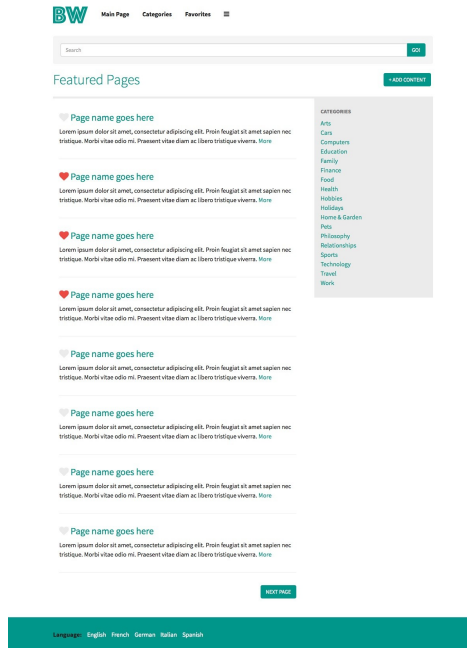 BW
Main Page Categories Favorites
Search GO!
Featured Pages
+ ADD CONTENT
Page name goes here
Lorem ipsum dolor sit amet, consectetur adipiscing elit. Proin feugiat sit amet sapien nec
tristique. Morbi vitae odio mi. Praesent vitae diam ac libero tristique viverra. More
Page name goes here
Lorem ipsum dolor sit amet, consectetur adipiscing elit. Proin feugiat sit amet sapien nec
tristique. Morbi vitae odio mi. Praesent vitae diam ac libero tristique viverra. More
Page name goes here
Lorem ipsum dolor sit amet, consectetur adipiscing elit. Proin feugiat sit amet sapien nec
tristique. Morbi vitae odio mi. Praesent vitae diam ac libero tristique viverra. More
Page name goes here
Lorem ipsum dolor sit amet, consectetur adipiscing elit. Proin feugiat sit amet sapien nec
tristique. Morbi vitae odio mi. Praesent vitae diam ac libero tristique viverra. More
Page name goes here
Lorem ipsum dolor sit amet, consectetur adipiscing elit. Proin feugiat sit amet sapien nec
tristique. Morbi vitae odio mi. Praesent vitae diam ac libero tristique viverra. More
Page name goes here
Lorem ipsum dolor sit amet, consectetur adipiscing elit. Proin feugiat sit amet sapien nec
tristique. Morbi vitae odio mi. Praesent vitae diam ac libero tristique viverra. More
Page name goes here
Lorem ipsum dolor sit amet, consectetur adipiscing elit. Proin feugiat sit amet sapien nec
tristique. Morbi vitae odio mi. Praesent vitae diam ac libero tristique viverra. More
Page name goes here
Lorem ipsum dolor sit amet, consectetur adipiscing elit. Proin feugiat sit amet sapien nec
tristique. Morbi vitae odio mi. Praesent vitae diam ac libero tristique viverra. More
NEXT PAGE
CATEGORIES
Arts
Cars
Computers
Education
Family
Finance
Food
Health
Hobbies
Holidays
Home & Garden
Pets
Philosophy
Relationships
Sports
Technology
Travel
Work
Language: English French German Italian Spanish